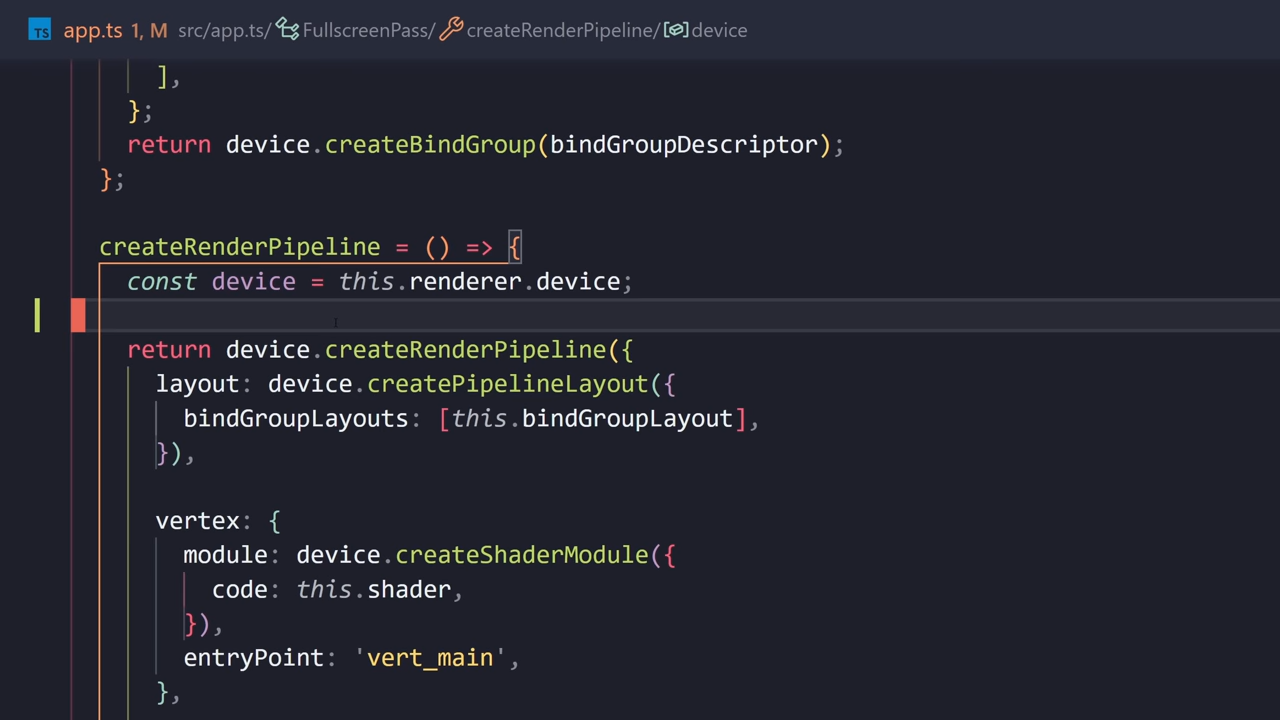 TS app.ts 1, M src/app.ts/FullscreenPass/createRenderPipeline/device
],
};
return device.createBindGroup(bindGroupDescriptor);
};
createRenderPipeline = () => {
const device = this.renderer.device;
return device.createRenderPipeline({
layout: device.createPipelineLayout({
bindGroupLayouts: [this.bindGroupLayout],
}),
vertex: {
module: device.createShaderModule({
code: this.shader,
}),
entryPoint: 'vert_main',
},